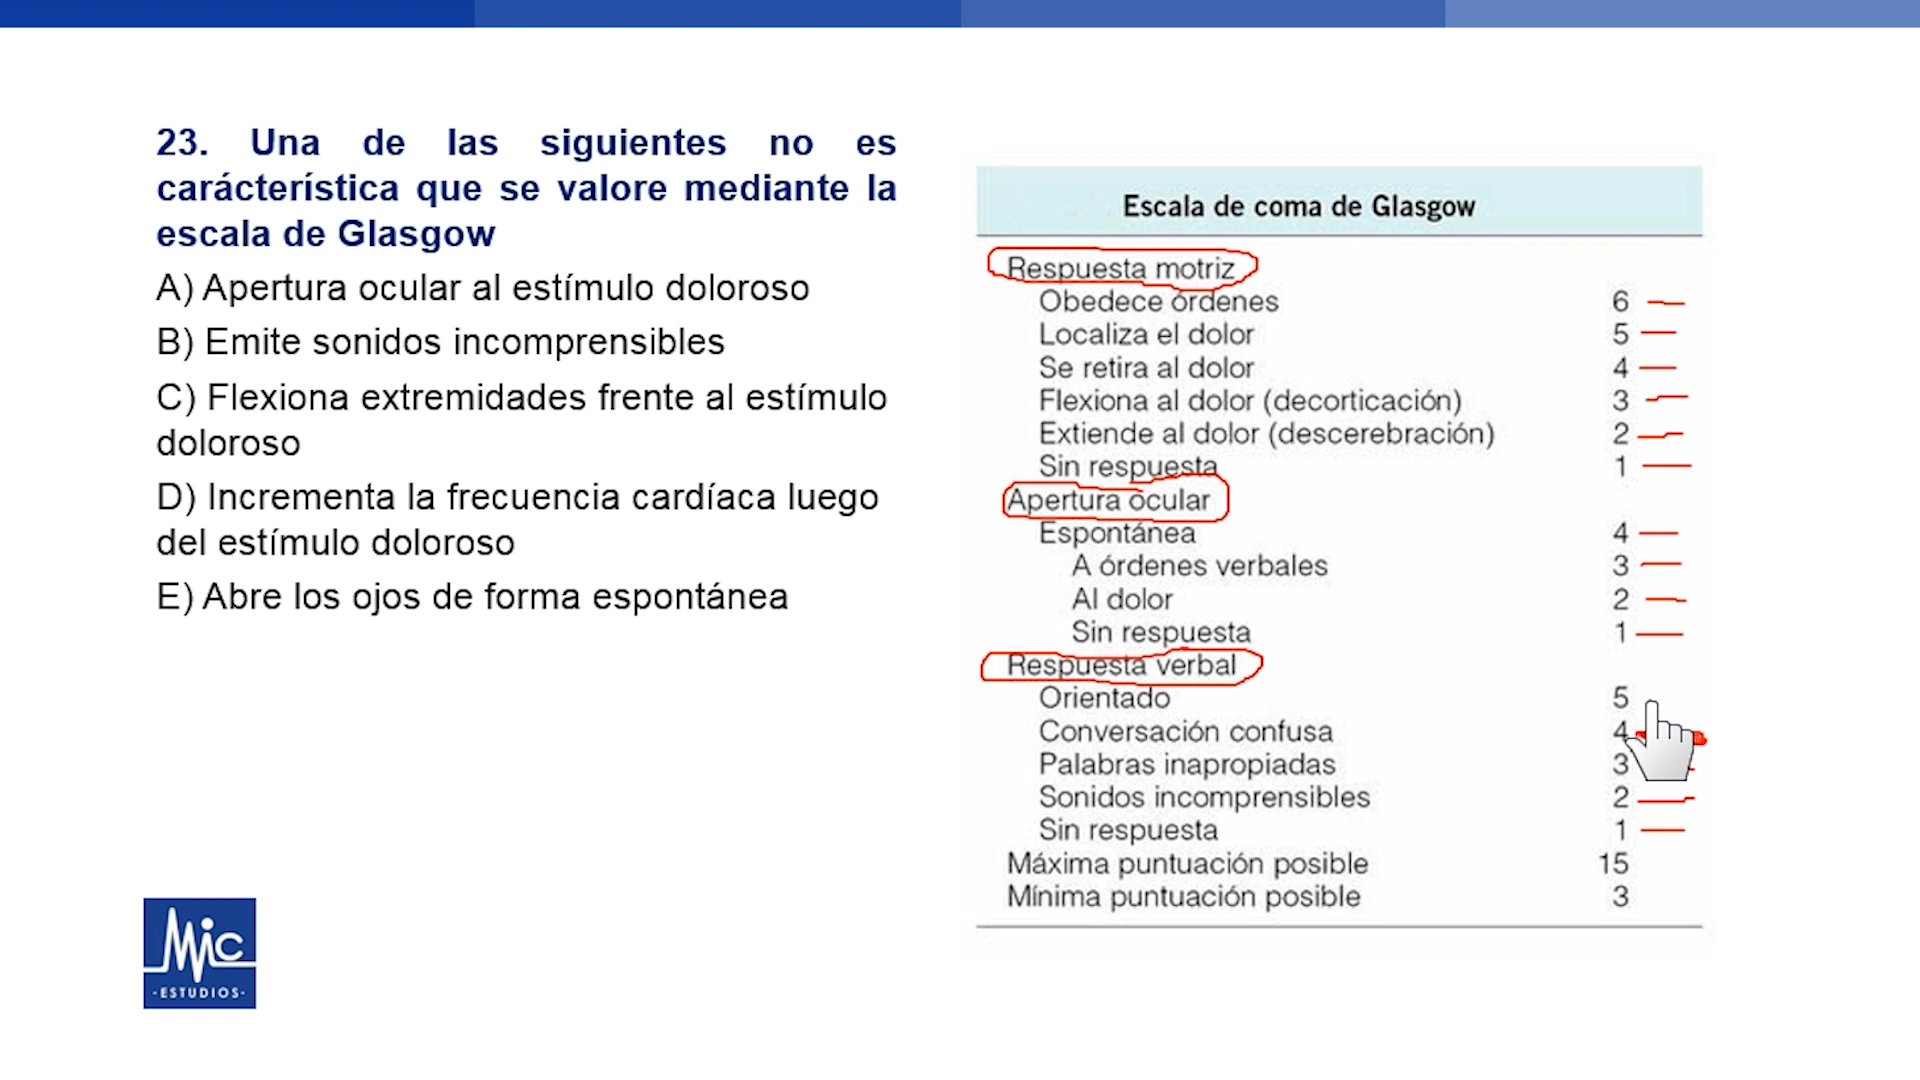 23. Una de las siguientes no es
carácterística que se valore mediante la
escala de Glasgow
A) Apertura ocular al estímulo doloroso
B) Emite sonidos incomprensibles
C) Flexiona extremidades frente al estímulo
doloroso
D) Incrementa la frecuencia cardíaca luego
del estímulo doloroso
E) Abre los ojos de forma espontánea
Escala de coma de Glasgow
Respuesta motriz
Obedece órdenes 6
Localiza el dolor 5
Se retira al dolor 4
Flexiona al dolor (decorticación) 3
Extiende al dolor (descerebración) 2
Sin respuesta 1
Apertura ocular
Espontánea 4
A órdenes verbales 3
Al dolor 2
Sin respuesta 1
Respuesta verbal
Orientado 5
Conversación confusa 4
Palabras inapropiadas 3
Sonidos incomprensibles 2
Sin respuesta 1
Máxima puntuación posible 15
Mínima puntuación posible 3
Mic
·ESTUDIOS·